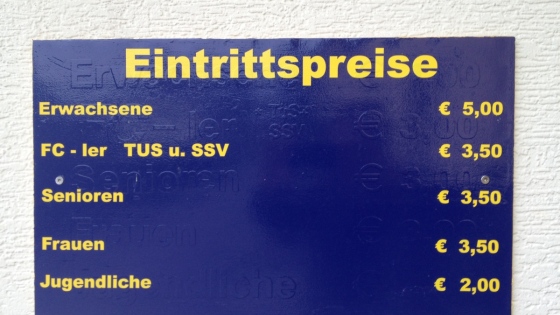 Eintrittspreise
Erwachsene € 5,00
FC - ler TUS u. SSV € 3,50
Senioren € 3,50
Frauen € 3,50
Jugendliche € 2,00